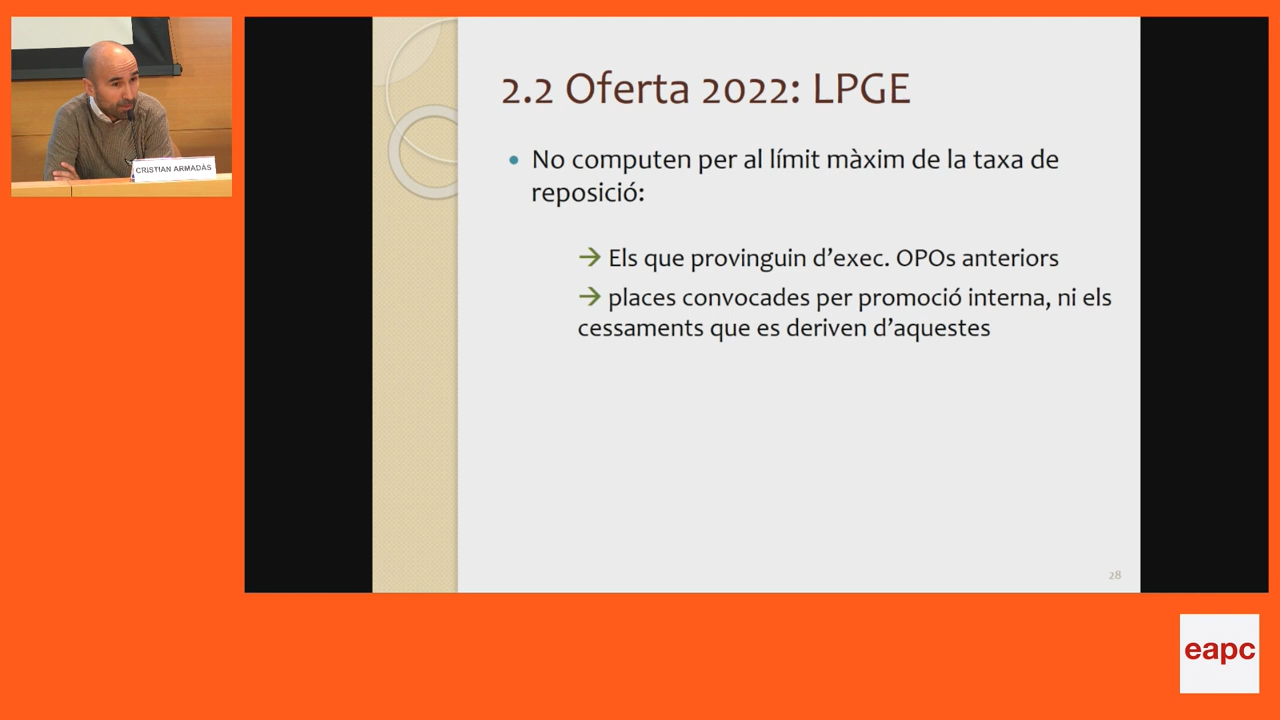 CRISTIAN ARMADÀS
2.2 Oferta 2022: LPGE
• No computen per al límit màxim de la taxa de
reposició:
→ Els que provinguin d’exec. OPOs anteriors
→ places convocades per promoció interna, ni els
cessaments que es deriven d’aquestes
28
eapc